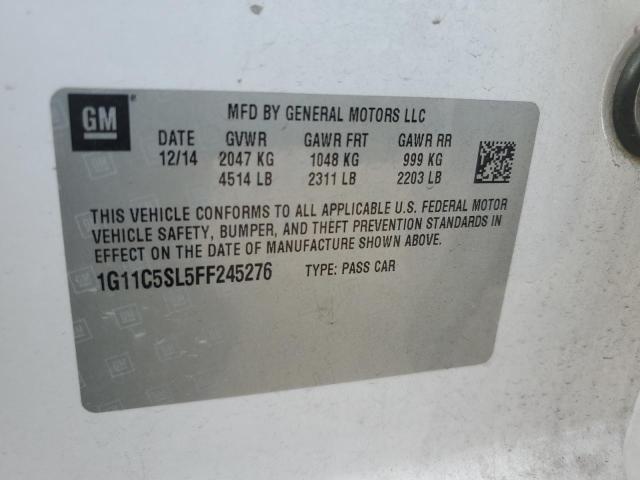 GM
MFD BY GENERAL MOTORS LLC
DATE GVWR GAWR FRT GAWR RR
12/14 2047 KG 1048 KG 999 KG
4514 LB 2311 LB 2203 LB
THIS VEHICLE CONFORMS TO ALL APPLICABLE U.S. FEDERAL MOTOR
VEHICLE SAFETY, BUMPER, AND THEFT PREVENTION STANDARDS IN
EFFECT ON THE DATE OF MANUFACTURE SHOWN ABOVE.
1G11C5SL5FF245276 TYPE: PASS CAR